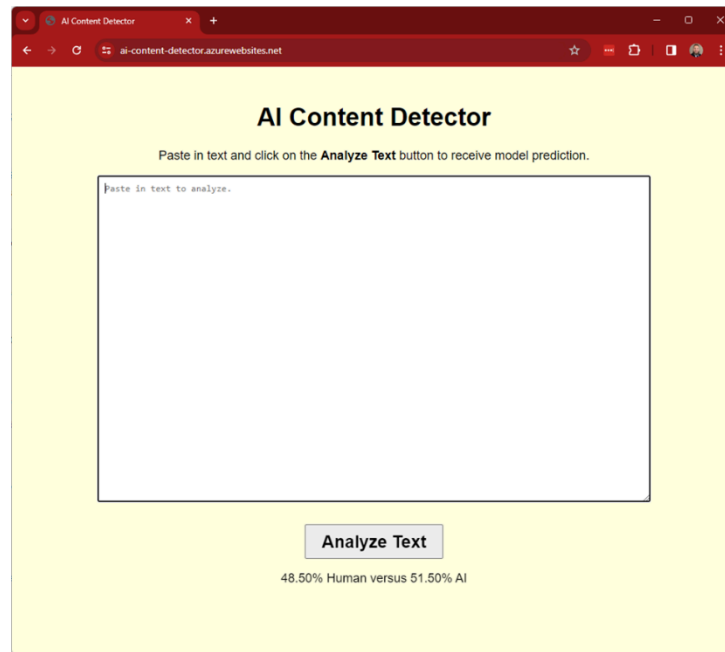 AI Content Detector
ai-content-detector.azurewebsites.net
AI Content Detector
Paste in text and click on the Analyze Text button to receive model prediction.
Paste in text to analyze.
Analyze Text
48.50% Human versus 51.50% AI